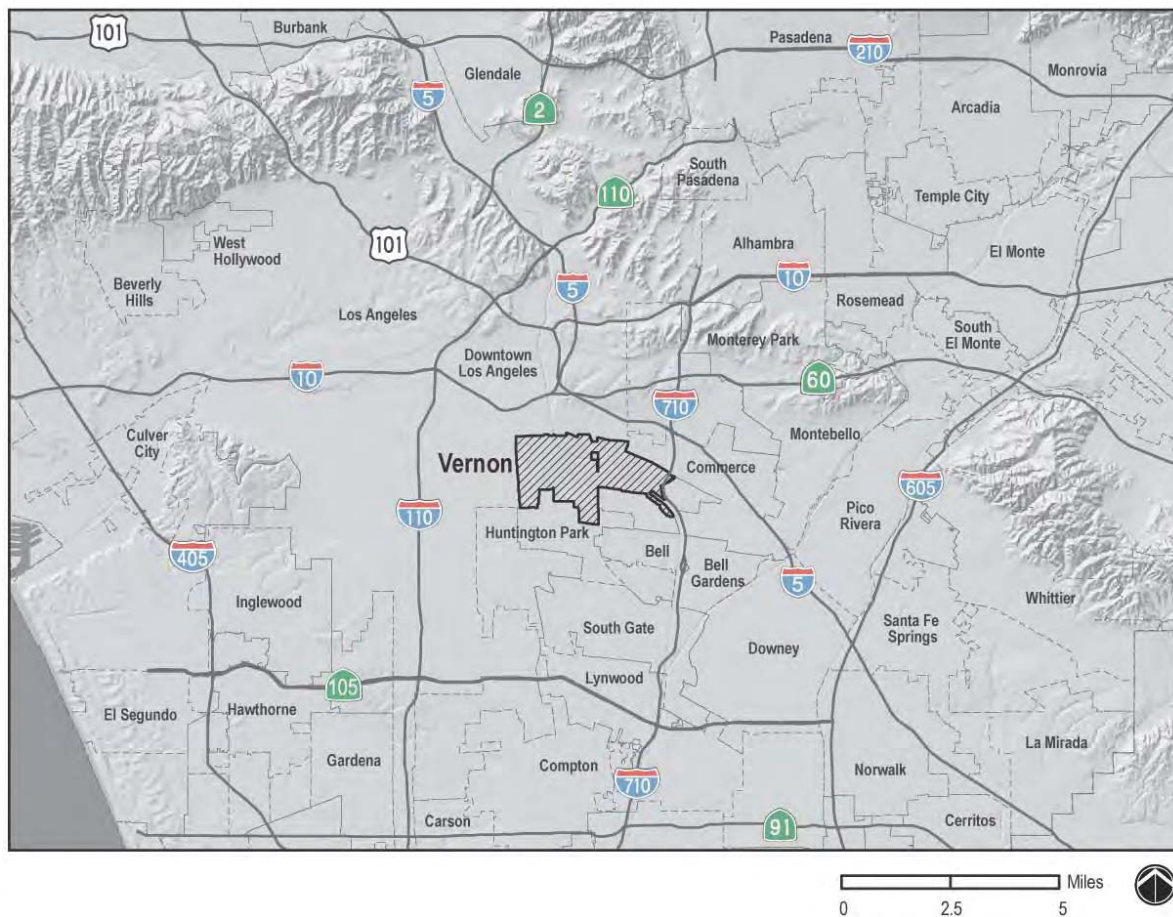 101
Burbank
Pasadena
210
Glendale
Monrovia
5
2
Arcadia
South
Pasadena
110
Temple City
West
Hollywood
101
Alhambra
El Monte
Beverly
Hills
5
10
Rosemead
Los Angeles
South
El Monte
Monterey Park
Downtown
Los Angeles
10
60
710
Culver
City
Montebello
Vernon
Commerce
605
110
Pico
Rivera
Huntington Park
405
Bell
Bell
Gardens
5
Inglewood
Whittier
Santa Fe
Springs
South Gate
Downey
Lynwood
105
El Segundo
Hawthorne
La Mirada
Gardena
Compton
Norwalk
710
Carson
91
Cerritos
Miles
0 2.5 5